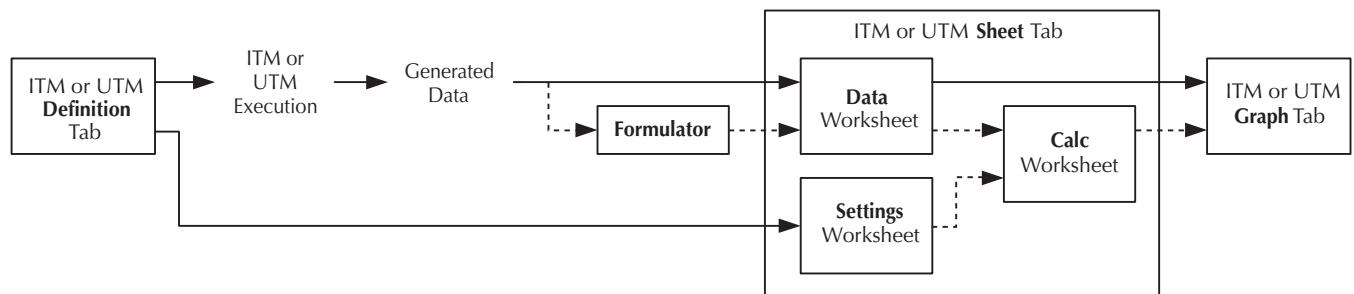 ITM or UTM Sheet Tab
ITM or UTM
Definition
Tab
ITM or
UTM
Execution
Generated
Data
Formulator
Data
Worksheet
Settings
Worksheet
Calc
Worksheet
ITM or UTM
Graph Tab